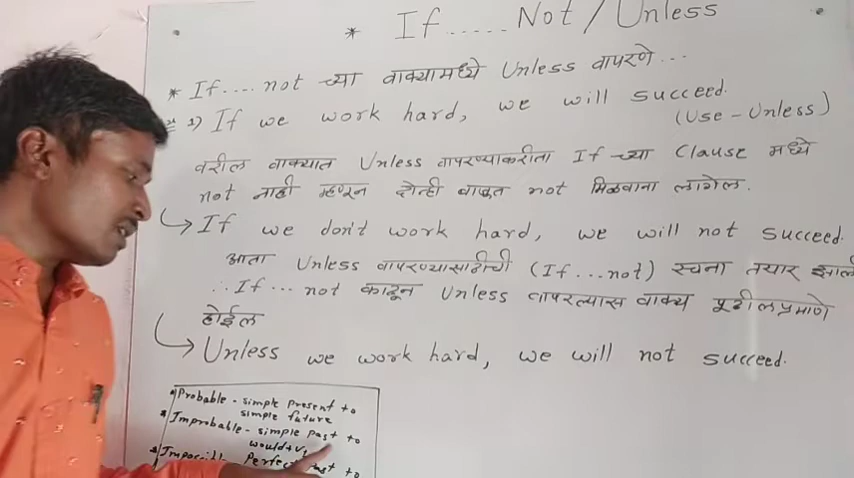 * If ..... Not / Unless
* If.... not च्या वाक्यामध्ये Unless वापरणे...
1) If we work hard, we will succeed.
(Use - Unless)
वरील वाक्यात Unless वापरण्याकरीता If च्या Clause मध्ये
not नाही म्हणून दोन्ही बाजूत not मिळवाना लागेल.
If we don't work hard, we will not succeed.
आता Unless वापरण्यासाठीची (If...not) रचना तयार झाली
∴ If... not काढून Unless वापरल्यास वाक्य पूढीलप्रमाणे
होईल
Unless we work hard, we will not succeed.
* Probable - simple present to
simple future
* Improbable - simple past to
would + V1
Perfect past to